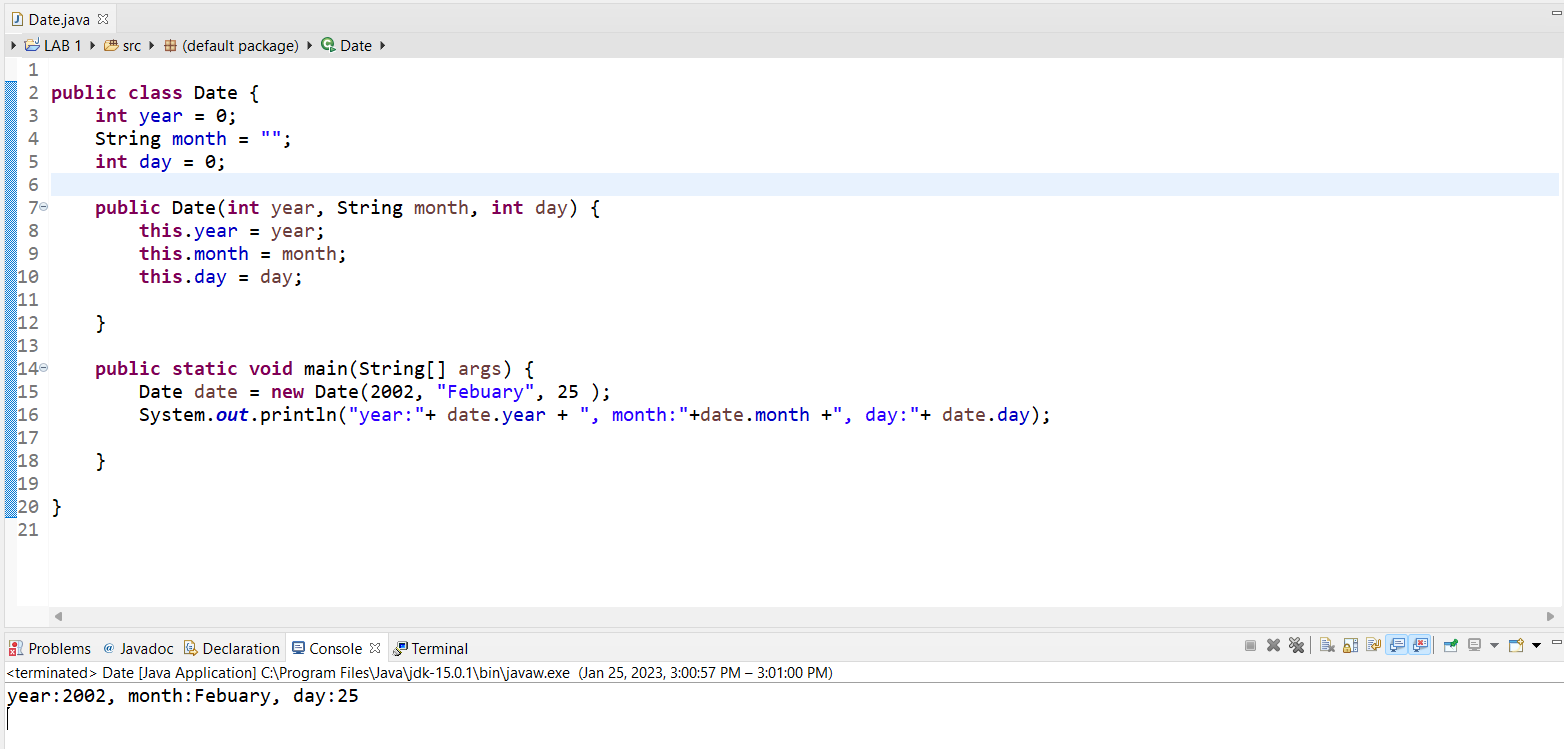 Date.java
LAB 1 src (default package) Date
1
2 public class Date {
3 int year = 0;
4 String month = "";
5 int day = 0;
6
7 public Date(int year, String month, int day) {
8 this.year = year;
9 this.month = month;
10 this.day = day;
11
12 }
13
14 public static void main(String[] args) {
15 Date date = new Date(2002, "Febuary", 25 );
16 System.out.println("year:"+ date.year + ", month:"+date.month +", day:"+ date.day);
17
18 }
19
20 }
21
Problems @ Javadoc Declaration Console Terminal
<terminated> Date [Java Application] C:\Program Files\Java\jdk-15.0.1\bin\javaw.exe (Jan 25, 2023, 3:00:57 PM – 3:01:00 PM)
year:2002, month:Febuary, day:25